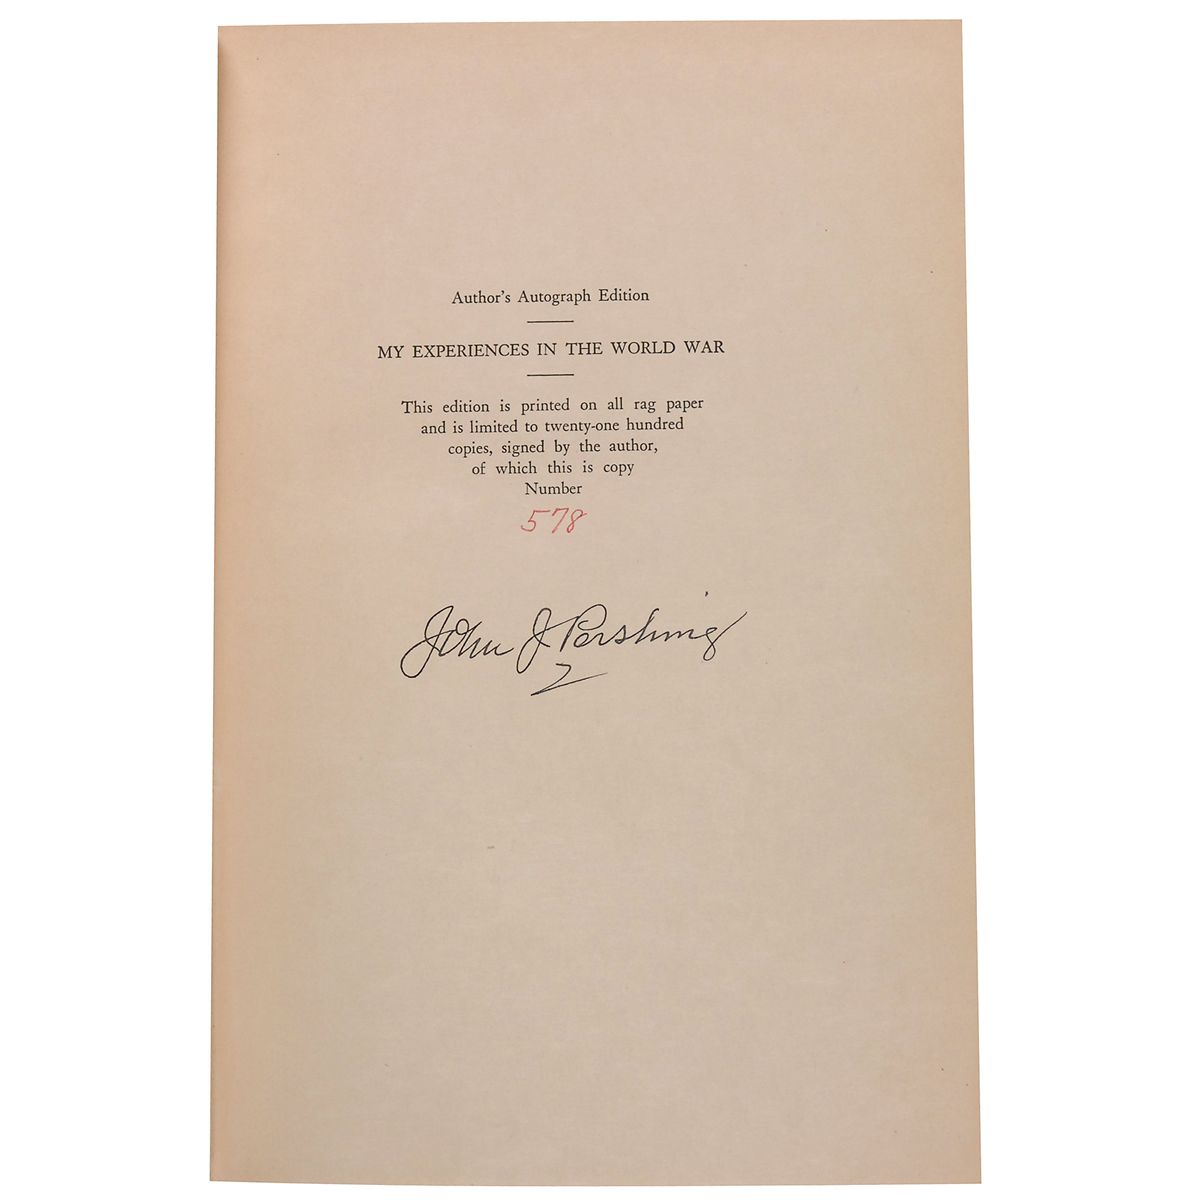 Author's Autograph Edition
MY EXPERIENCES IN THE WORLD WAR
This edition is printed on all rag paper
and is limited to twenty-one hundred
copies, signed by the author,
of which this is copy
Number
578
John J Pershing